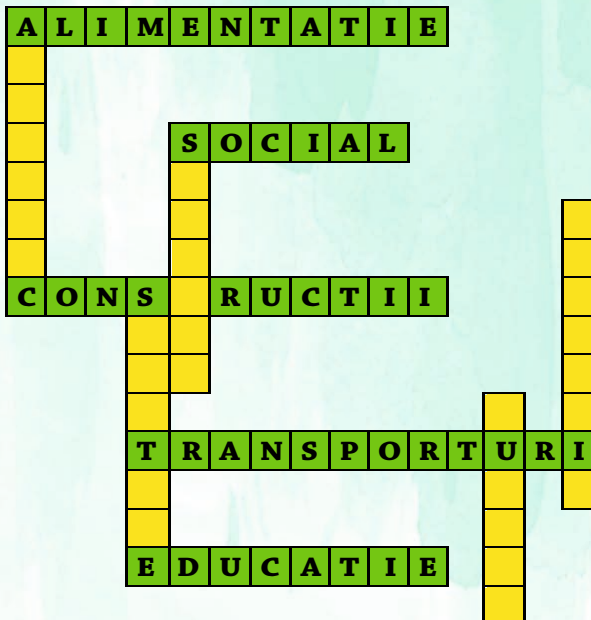 ALIMENTATIE
SOCIAL
CONS RUCTII
TRANSPORTURI
EDUCATIE